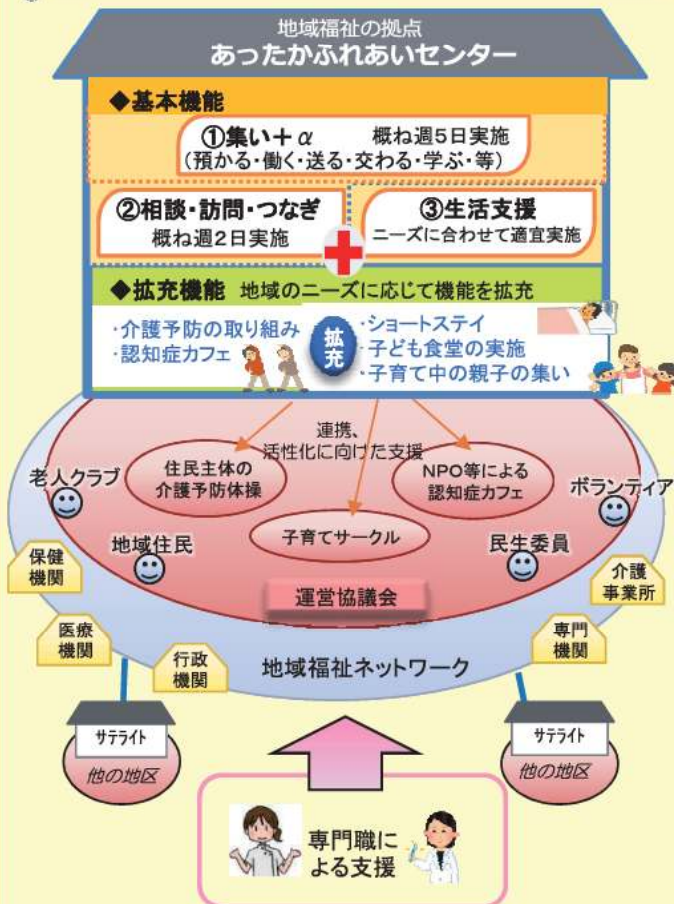 地域福祉の拠点
あったかふれあいセンター
◆基本機能
①集い+α 概ね週5日実施
(預かる・働く・送る・交わる・学ぶ・等)
②相談・訪問・つなぎ
概ね週2日実施
③生活支援
ニーズに合わせて適宜実施
◆拡充機能 地域のニーズに応じて機能を拡充
・介護予防の取り組み
・認知症カフェ
拡充
・ショートステイ
・子ども食堂の実施
・子育て中の親子の集い
連携、
活性化に向けた支援
住民主体の
介護予防体操
NPO等による
認知症カフェ
子育てサークル
老人クラブ
ボランティア
地域住民
民生委員
運営協議会
保健
機関
介護
事業所
医療
機関
専門
機関
行政
機関
地域福祉ネットワーク
サテライト
他の地区
サテライト
他の地区
専門職に
よる支援